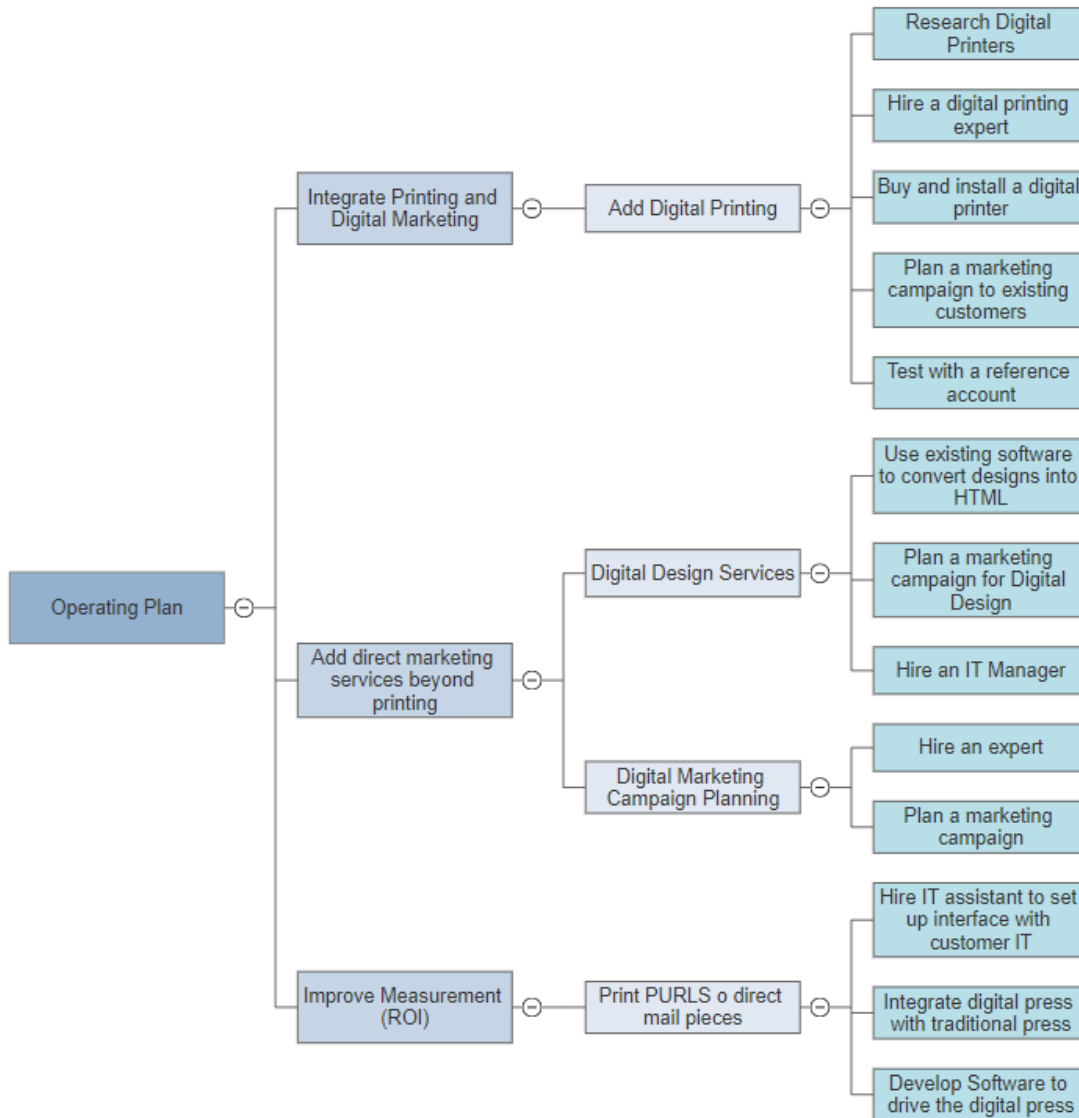 Research Digital
Printers
Hire a digital printing
expert
Integrate Printing and
Digital Marketing
Add Digital Printing
Buy and install a digital
printer
Plan a marketing
campaign to existing
customers
Test with a reference
account
Use existing software
to convert designs into
HTML
Operating Plan
Digital Design Services
Plan a marketing
campaign for Digital
Design
Add direct marketing
services beyond
printing
Hire an IT Manager
Digital Marketing
Campaign Planning
Hire an expert
Plan a marketing
campaign
Hire IT assistant to set
up interface with
customer IT
Improve Measurement
(ROI)
Print PURLS o direct
mail pieces
Integrate digital press
with traditional press
Develop Software to
drive the digital press